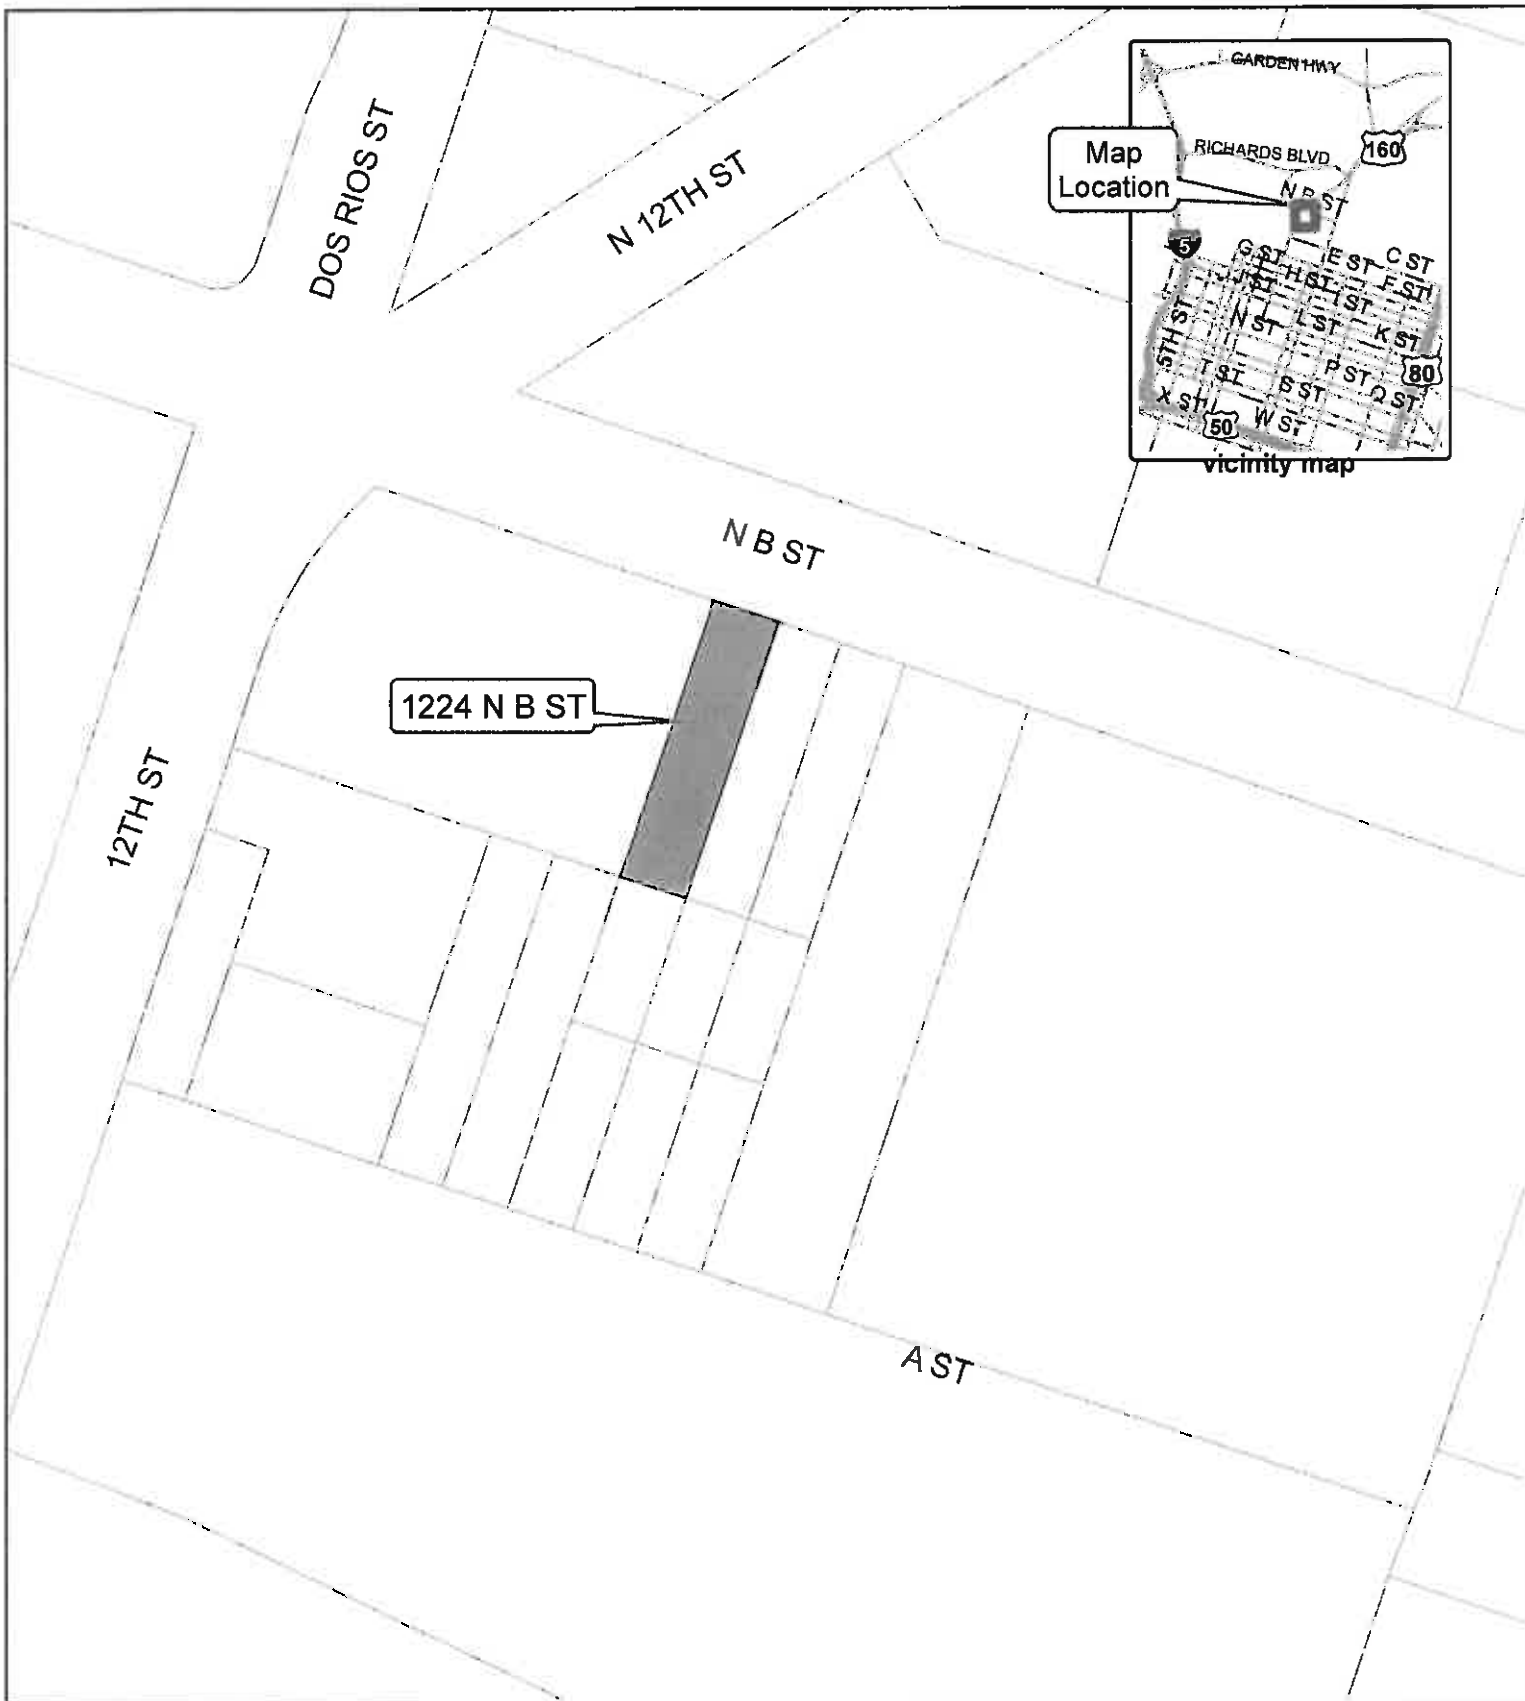 GARDEN HWY
RICHARDS BLVD
160
Map
Location
N B ST
5
G ST
E ST
C ST
H ST
F ST
J ST
I ST
N ST
L ST
K ST
5TH ST
T ST
P ST
80
S ST
Q ST
X ST
50
W ST
vicinity map
DOS RIOS ST
N 12TH ST
N B ST
1224 N B ST
12TH ST
A ST